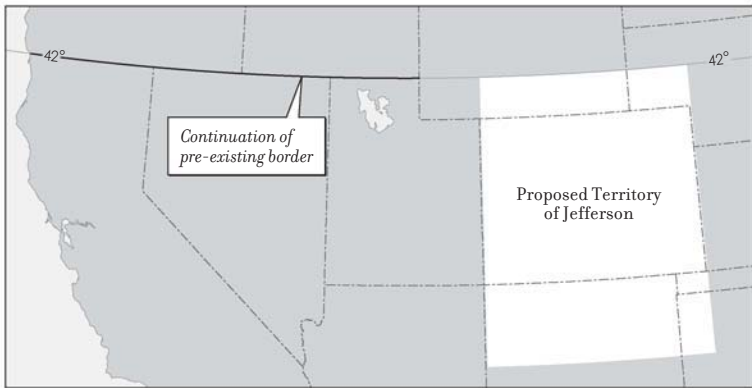 42°
42°
Continuation of
pre-existing border
Proposed Territory
of Jefferson